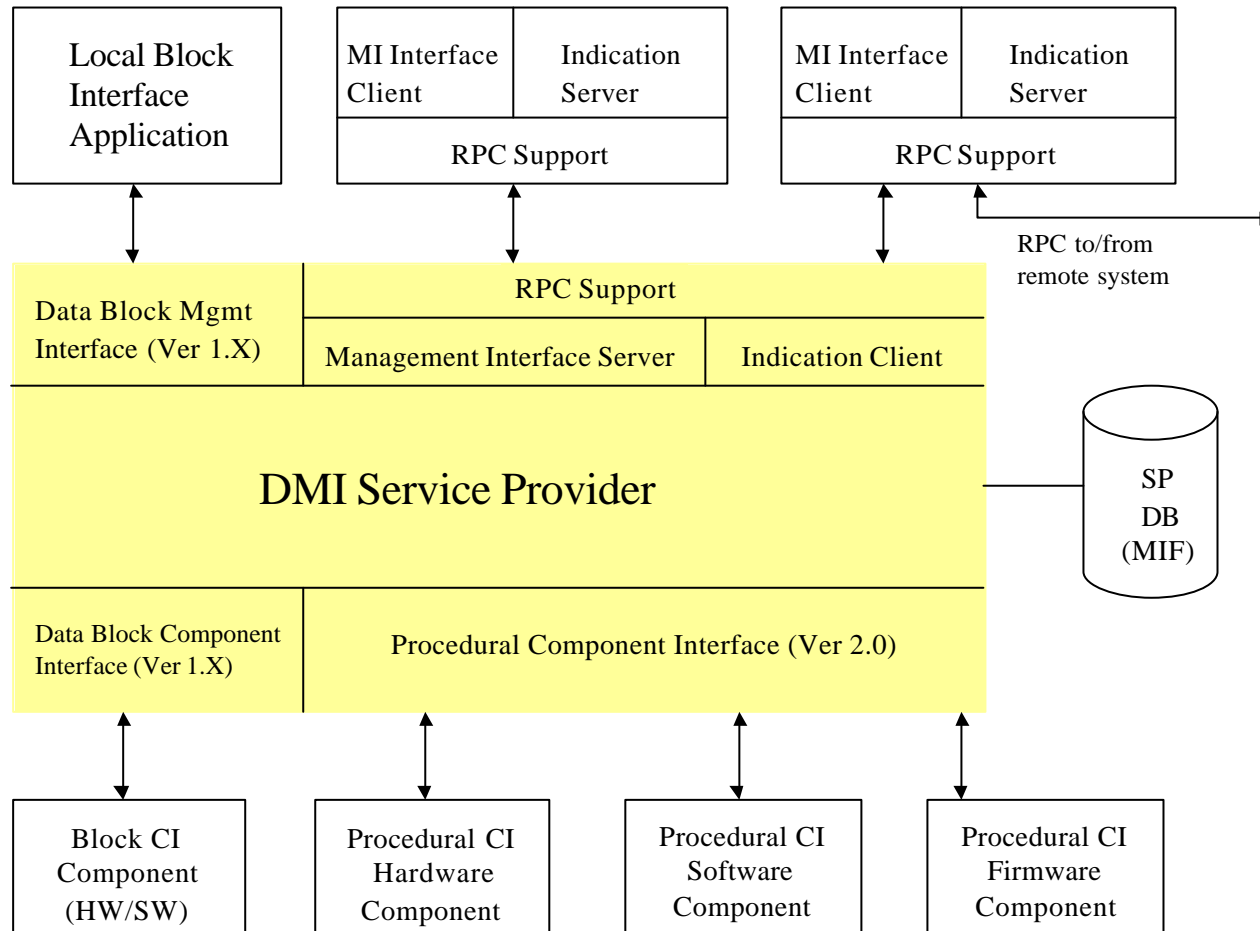 Local Block
Interface
Application
MI Interface
Client
Indication
Server
RPC Support
MI Interface
Client
Indication
Server
RPC Support
RPC to/from
remote system
Data Block Mgmt
Interface (Ver 1.X)
RPC Support
Management Interface Server
Indication Client
DMI Service Provider
SP
DB
(MIF)
Data Block Component
Interface (Ver 1.X)
Procedural Component Interface (Ver 2.0)
Block CI
Component
(HW/SW)
Procedural CI
Hardware
Component
Procedural CI
Software
Component
Procedural CI
Firmware
Component